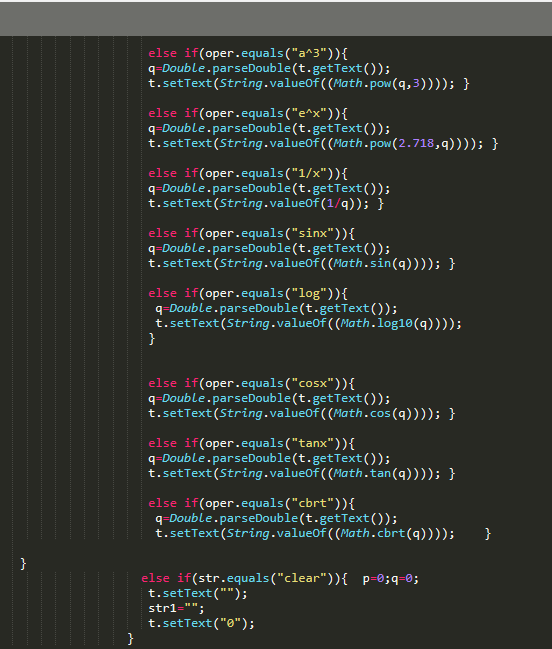 else if(oper.equals("a^3")){
q=Double.parseDouble(t.getText());
t.setText(String.valueOf((Math.pow(q,3)))); }
else if(oper.equals("e^x")){
q=Double.parseDouble(t.getText());
t.setText(String.valueOf((Math.pow(2.718,q)))); }
else if(oper.equals("1/x")){
q=Double.parseDouble(t.getText());
t.setText(String.valueOf(1/q)); }
else if(oper.equals("sinx")){
q=Double.parseDouble(t.getText());
t.setText(String.valueOf((Math.sin(q)))); }
else if(oper.equals("log")){
q=Double.parseDouble(t.getText());
t.setText(String.valueOf((Math.log10(q))));
}
else if(oper.equals("cosx")){
q=Double.parseDouble(t.getText());
t.setText(String.valueOf((Math.cos(q)))); }
else if(oper.equals("tanx")){
q=Double.parseDouble(t.getText());
t.setText(String.valueOf((Math.tan(q)))); }
else if(oper.equals("cbrt")){
q=Double.parseDouble(t.getText());
t.setText(String.valueOf((Math.cbrt(q))));    }
}
else if(str.equals("clear")){  p=0;q=0;
t.setText("");
str1="";
t.setText("0");
}